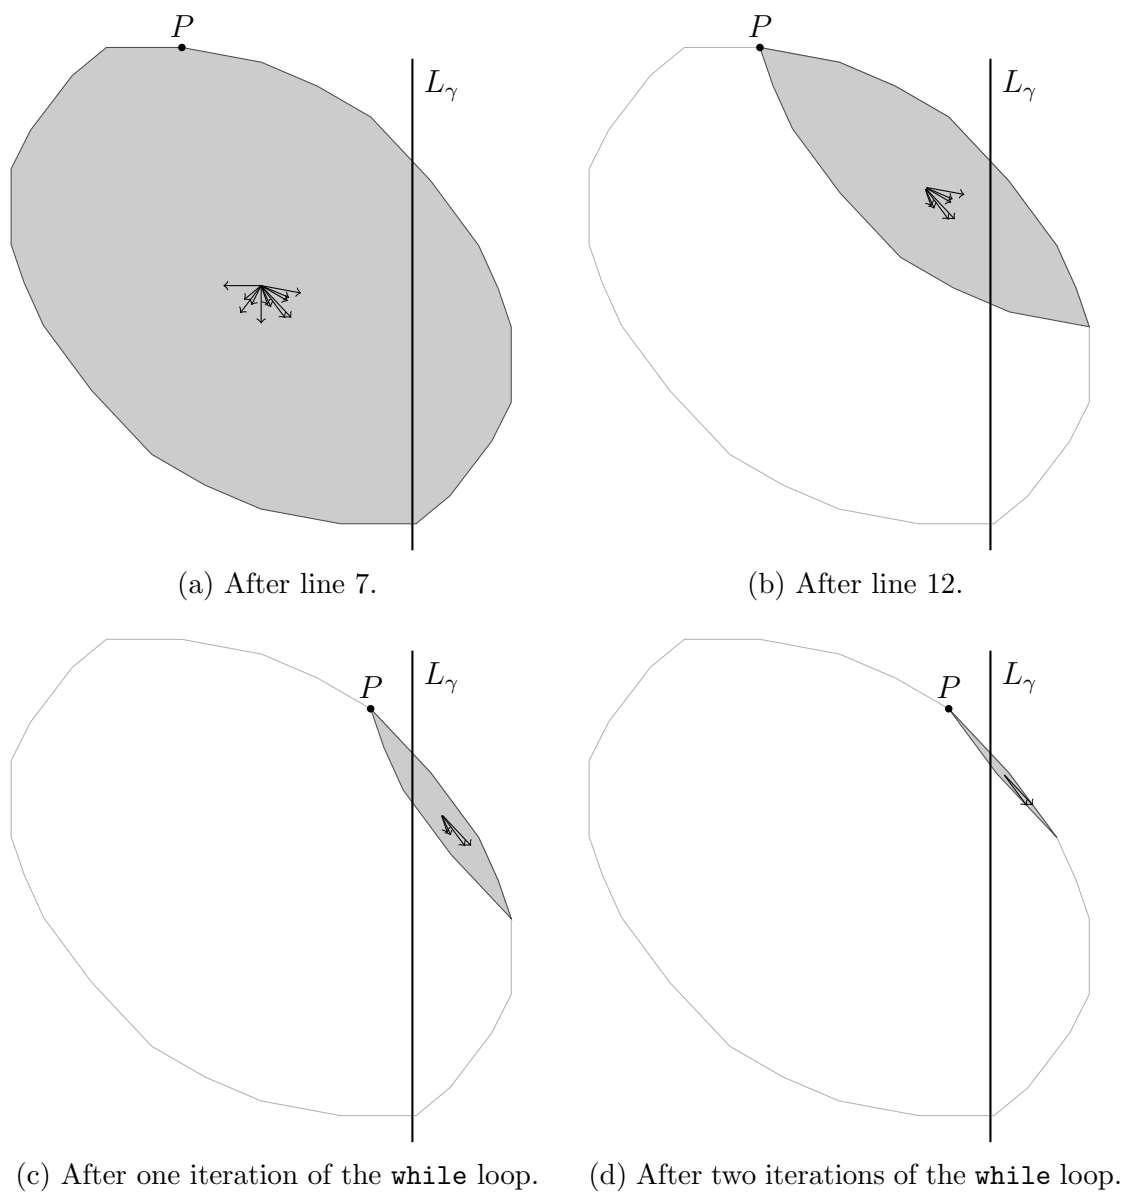 P
P
L_γ
L_γ
(a) After line 7.
(b) After line 12.
P
P
L_γ
L_γ
(c) After one iteration of the while loop.
(d) After two iterations of the while loop.